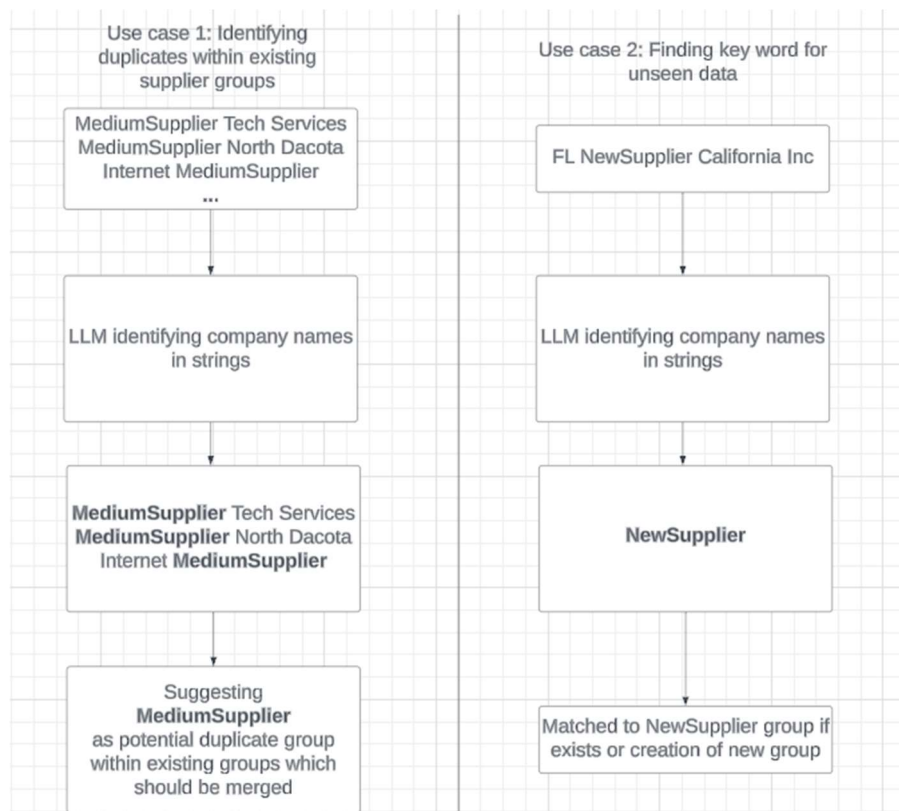 Use case 1: Identifying
duplicates within existing
supplier groups
MediumSupplier Tech Services
MediumSupplier North Dacota
Internet MediumSupplier
...
LLM identifying company names
in strings
MediumSupplier Tech Services
MediumSupplier North Dacota
Internet MediumSupplier
Suggesting
MediumSupplier
as potential duplicate group
within existing groups which
should be merged
Use case 2: Finding key word for
unseen data
FL NewSupplier California Inc
LLM identifying company names
in strings
NewSupplier
Matched to NewSupplier group if
exists or creation of new group